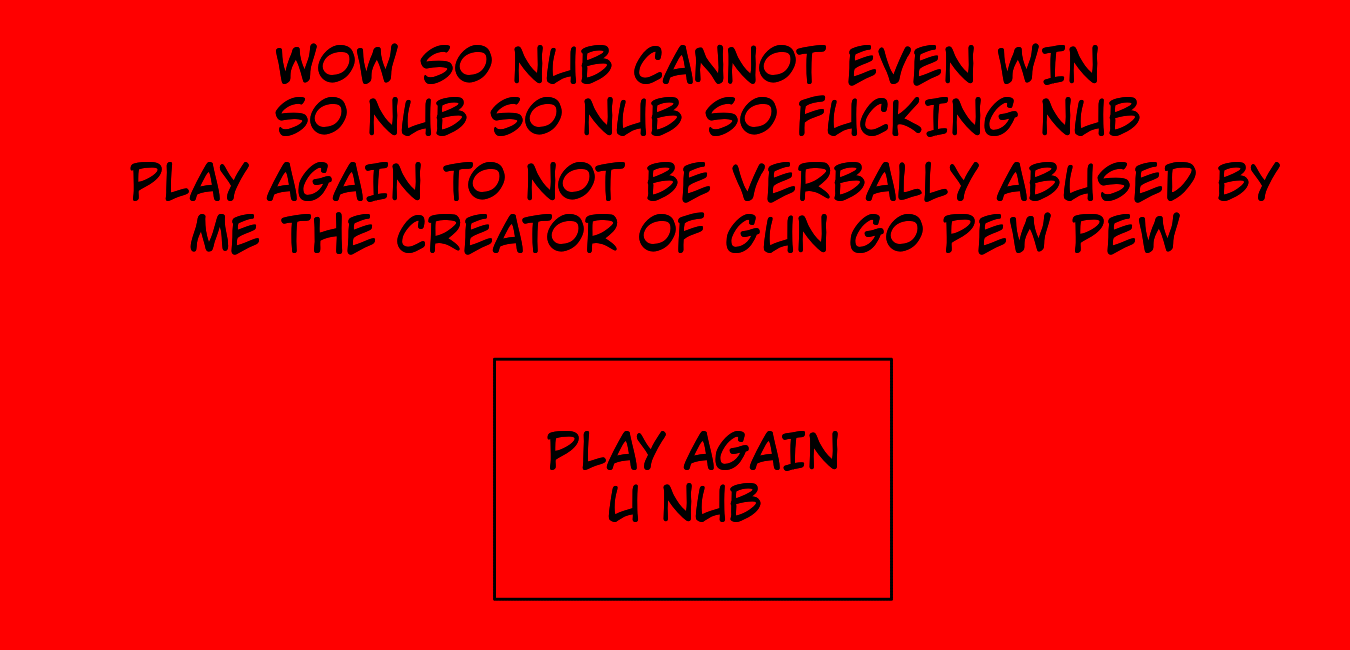 WOW SO NUB CANNOT EVEN WIN
SO NUB SO NUB SO FUCKING NUB
PLAY AGAIN TO NOT BE VERBALLY ABUSED BY
ME THE CREATOR OF GUN GO PEW PEW
PLAY AGAIN
U NUB